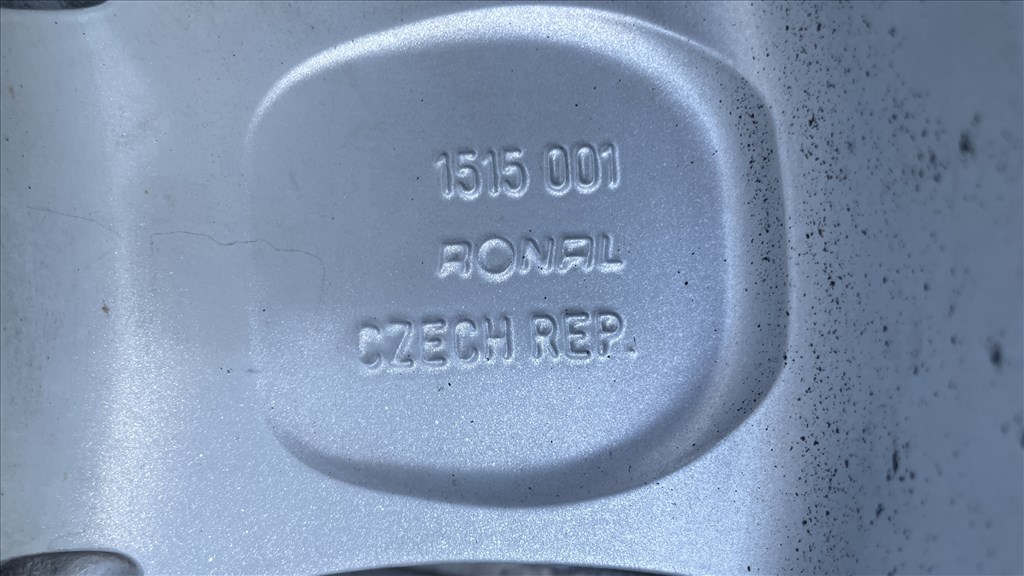 1515 001
RONAL
CZECH REP.